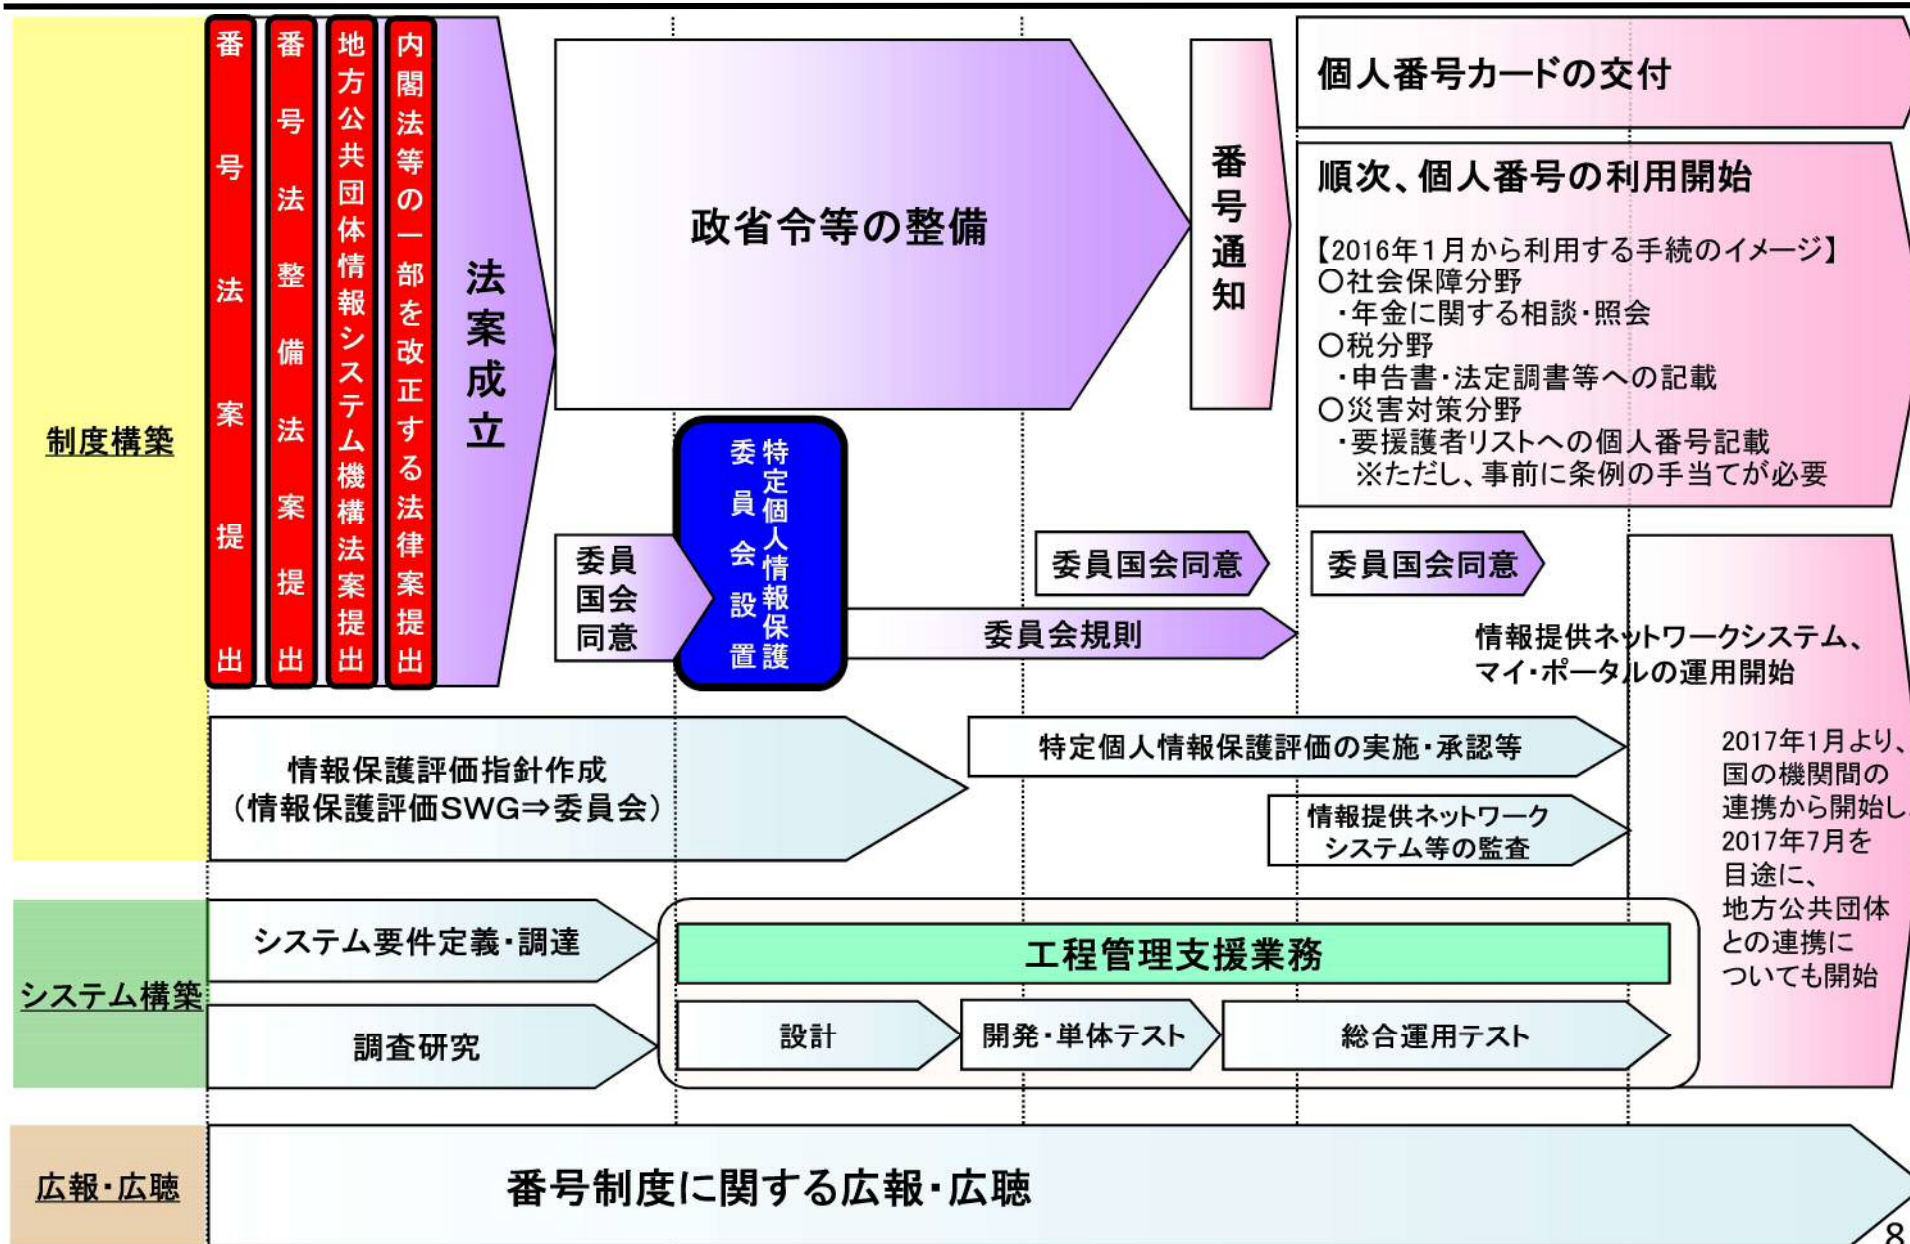 制度構築
番号法案提出
番号法整備法案提出
地方公共団体情報システム機構法案提出
内閣法等の一部を改正する法律案提出
法案成立
政省令等の整備
番号通知
個人番号カードの交付
順次、個人番号の利用開始
【2016年１月から利用する手続のイメージ】
○社会保障分野
・年金に関する相談・照会
○税分野
・申告書・法定調書等への記載
○災害対策分野
・要援護者リストへの個人番号記載
※ただし、事前に条例の手当てが必要
委員
国会
同意
特定個人情報保護
委員会設置
委員国会同意
委員国会同意
委員会規則
情報提供ネットワークシステム、
マイ・ポータルの運用開始
2017年１月より、
国の機関間の
連携から開始し、
2017年７月を
目途に、
地方公共団体
との連携に
ついても開始
情報保護評価指針作成
（情報保護評価SWG⇒委員会）
特定個人情報保護評価の実施・承認等
情報提供ネットワーク
システム等の監査
システム構築
システム要件定義・調達
調査研究
工程管理支援業務
設計
開発・単体テスト
総合運用テスト
広報・広聴
番号制度に関する広報・広聴
8